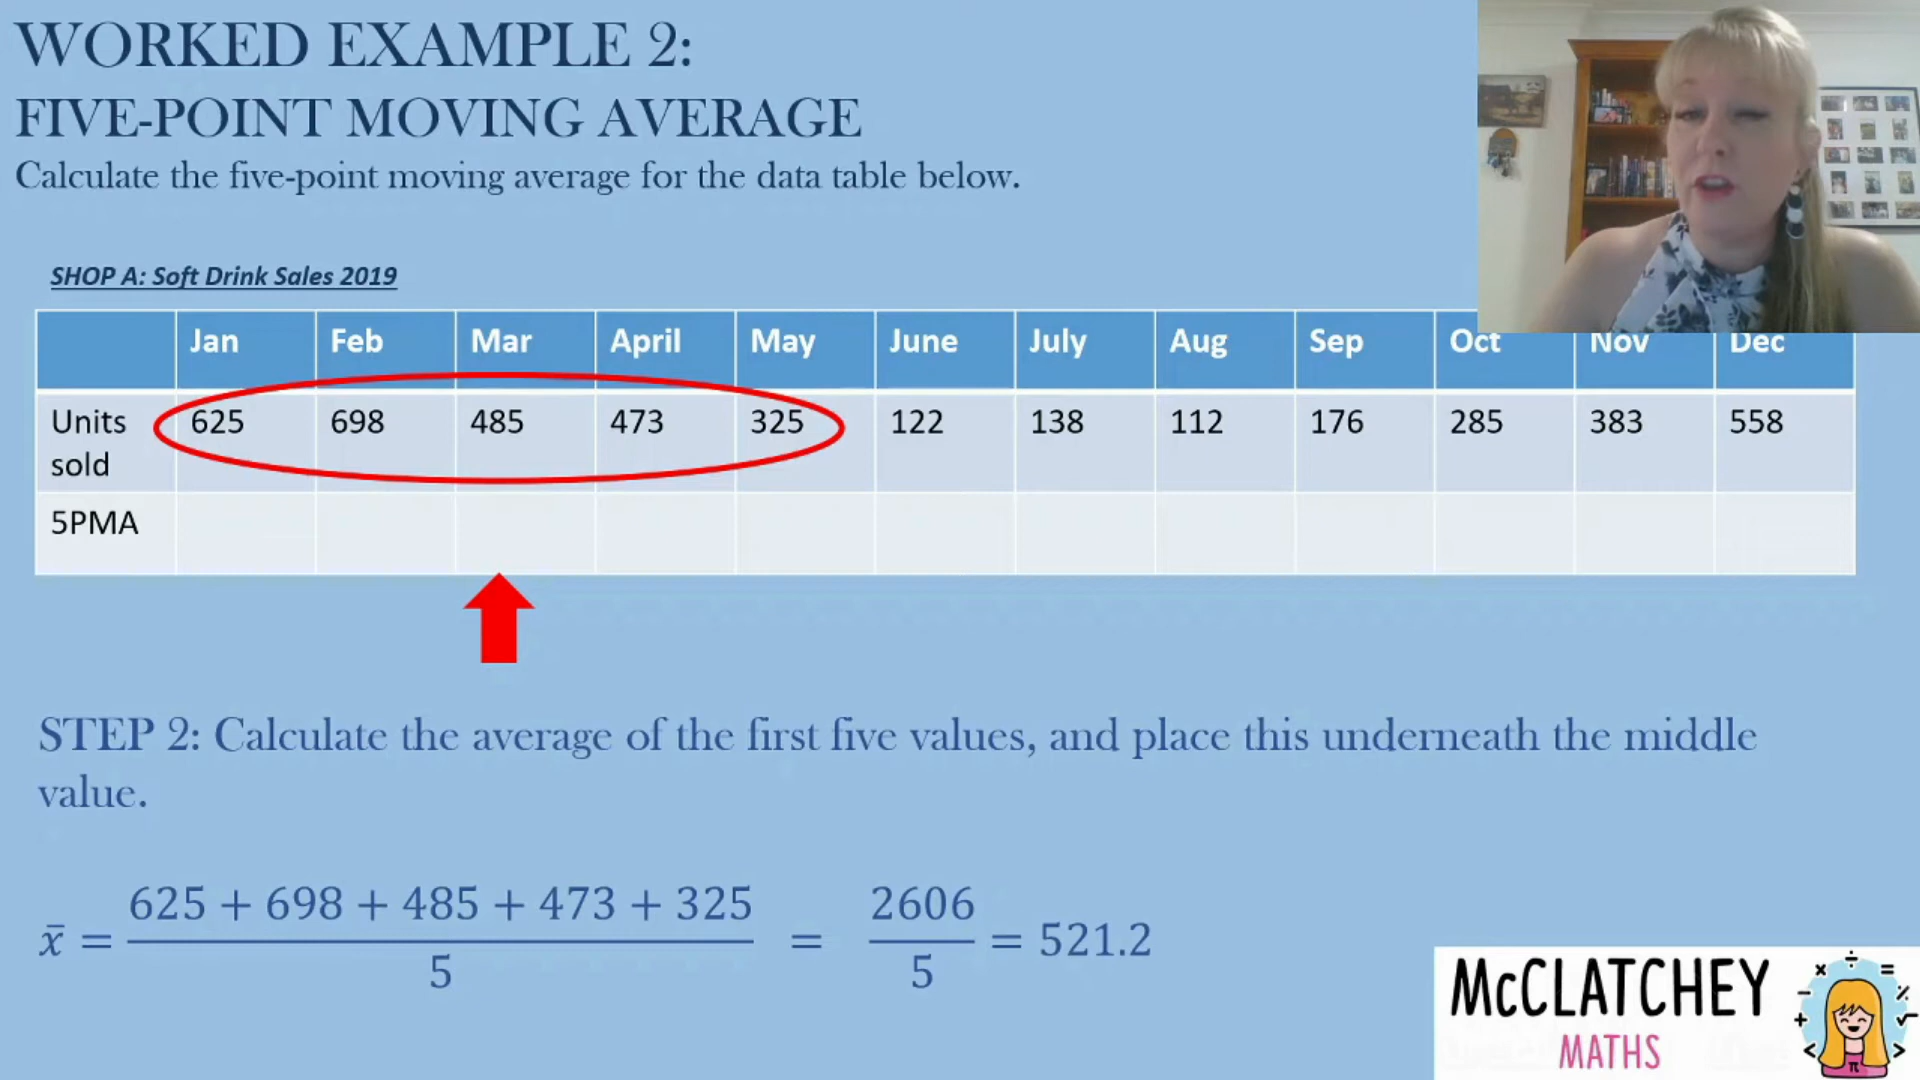 WORKED EXAMPLE 2:
FIVE-POINT MOVING AVERAGE
Calculate the five-point moving average for the data table below.
SHOP A: Soft Drink Sales 2019
Jan Feb Mar April May June July Aug Sep Oct Nov Dec
Units sold 625 698 485 473 325 122 138 112 176 285 383 558
5PMA
STEP 2: Calculate the average of the first five values, and place this underneath the middle
value.
x̄ = (625 + 698 + 485 + 473 + 325)/5 = 2606/5 = 521.2
McCLATCHEY
MATHS